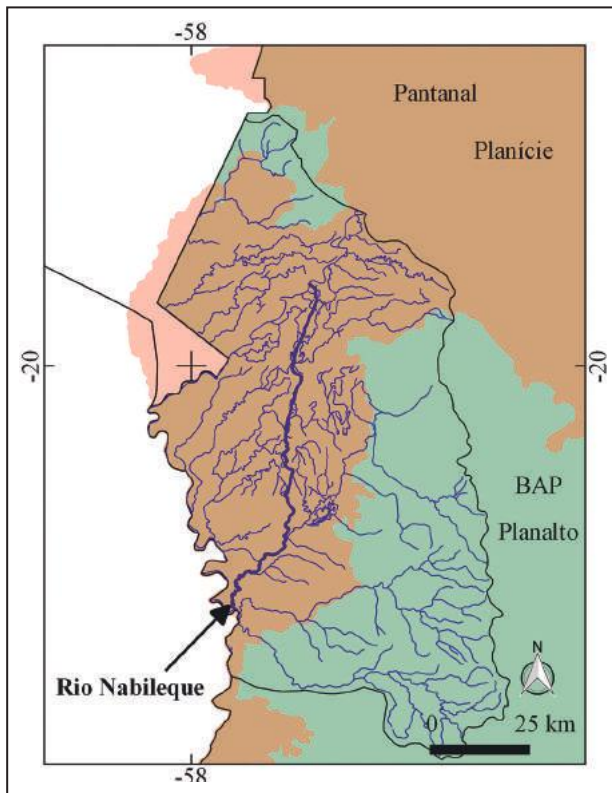 -58
Pantanal
Planície
-20
-20
BAP
Planalto
N
Rio Nabileque
0 25 km
-58